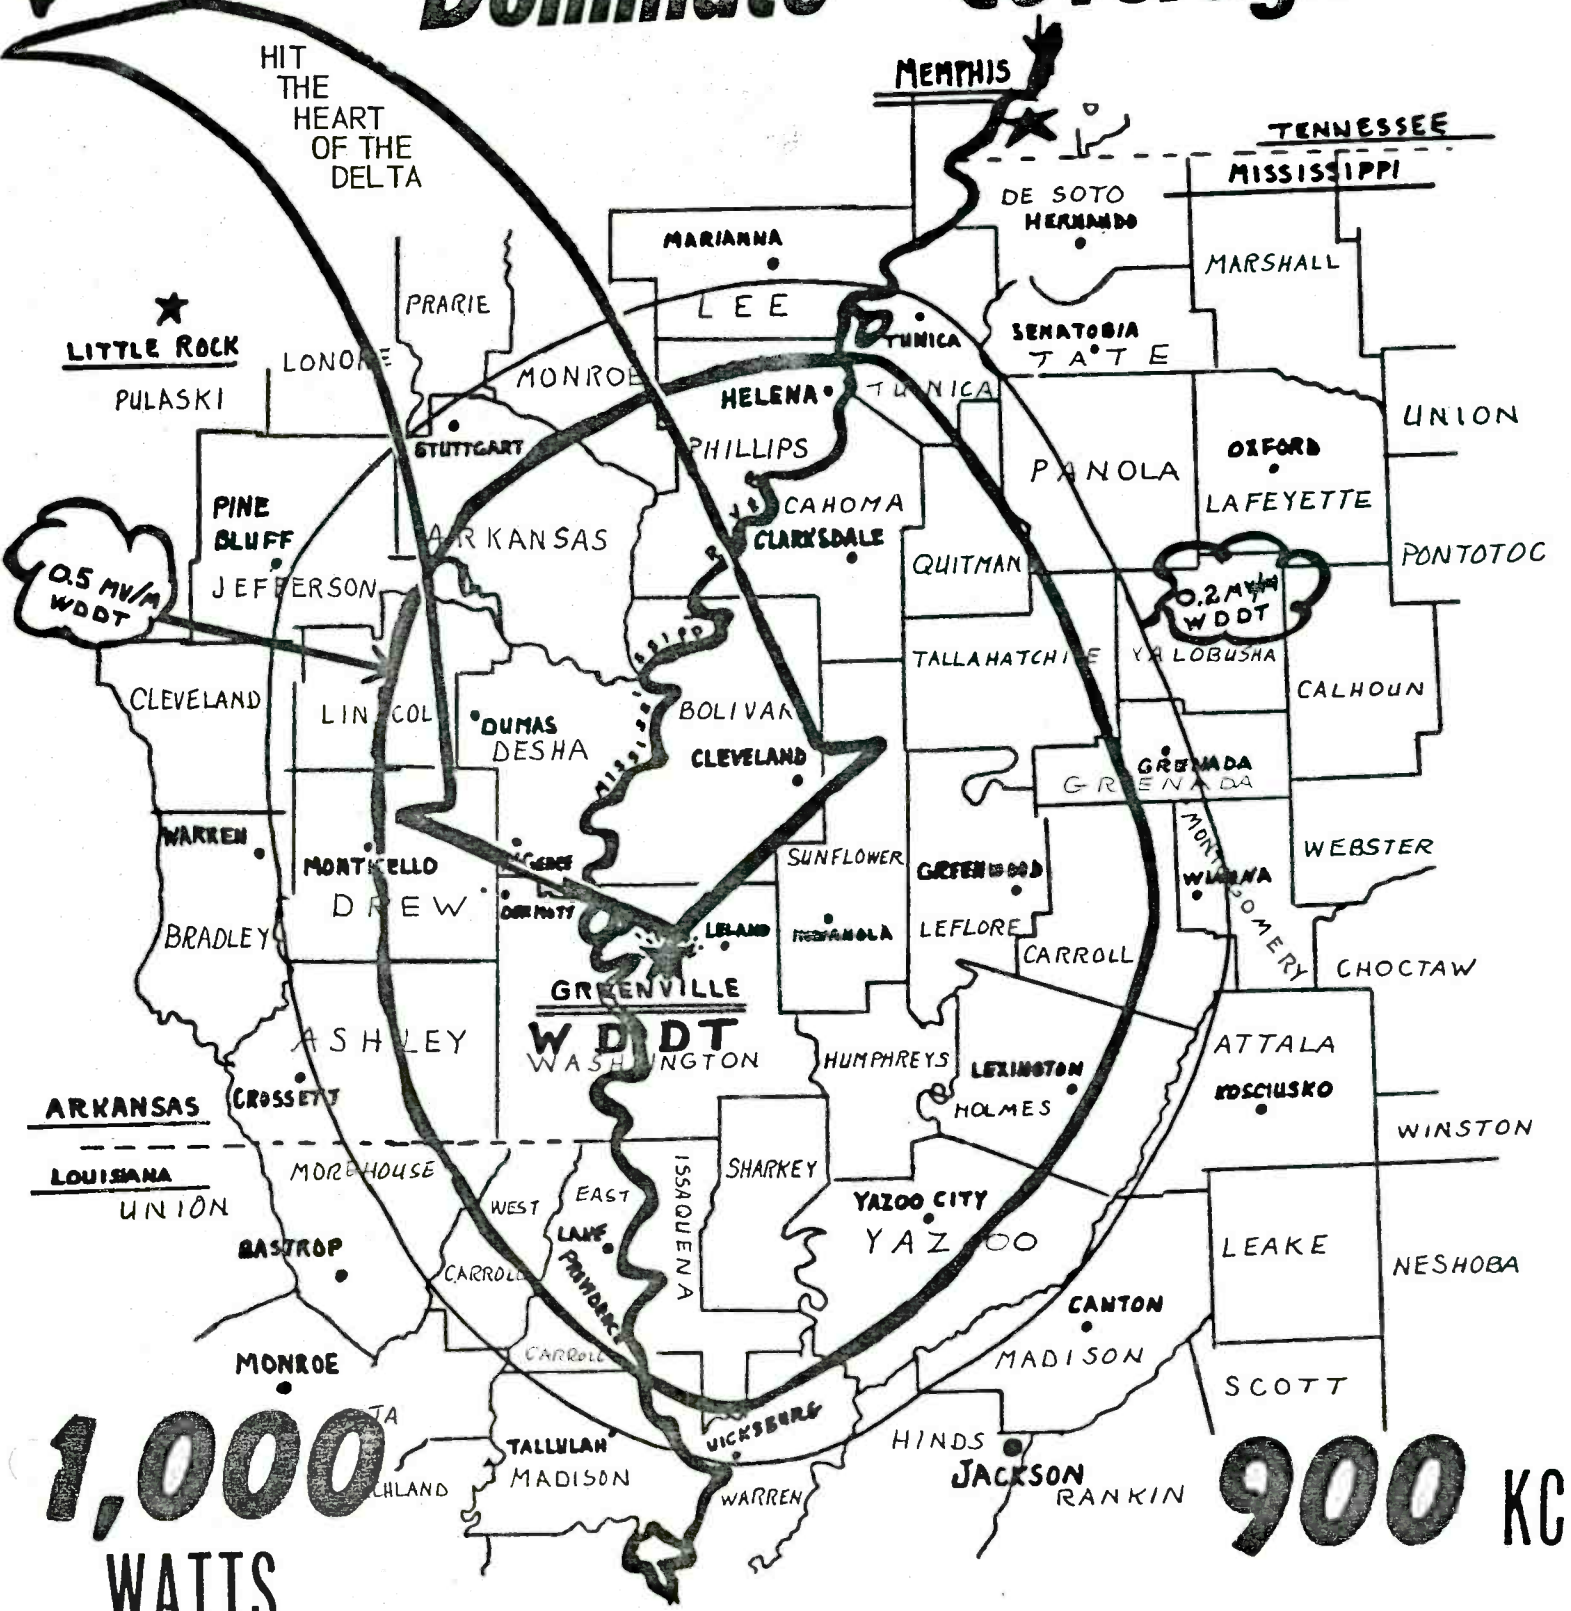 HIT
THE
HEART
OF THE
DELTA
MEMPHIS
TENNESSEE
MISSISSIPPI
DE SOTO
HERNANDO
MARIANNA
MARSHALL
PRARIE
LEE
LITTLE ROCK
PULASKI
LONOKE
MONROE
TUNICA
SENATOBIA
TATE
HELENA
TUNICA
UNION
STUTTGART
PHILLIPS
PANOLA
OXFORD
LAFEYETTE
PINE
BLUFF
JEFFERSON
ARKANSAS
CAHOMA
CLARKSDALE
QUITMAN
PONTOTOC
0.5 MV/M
WDDT
0.2 MV/M
WDDT
MISSISSIPPI RIVER
TALLAHATCHIE
YALOBUSHA
CALHOUN
CLEVELAND
LINCOL
DUMAS
DESHA
BOLIVAR
CLEVELAND
GRENADA
GRENADA
WARREN
MONTICELLO
DREW
SUNFLOWER
GREENWOOD
LEFLORE
MONTGOMERY
WINONA
WEBSTER
BRADLEY
DERMOTT
LELAND
INDIANOLA
CARROLL
CHOCTAW
GREENVILLE
WDDT
WASHINGTON
ASHLEY
HUMPHREYS
LEXINGTON
HOLMES
ATTALA
KOSCIUSKO
CROSSETT
ARKANSAS
LOUISIANA
UNION
MOREHOUSE
WEST
CARROLL
EAST
CARROLL
LAKE
PROVIDENCE
ISSAQUENA
SHARKEY
YAZOO CITY
YAZOO
WINSTON
LEAKE
NESHOBA
BASTROP
MONROE
CANTON
MADISON
SCOTT
TALLULAH
MADISON
VICKSBURG
WARREN
HINDS
JACKSON
RANKIN
1,000
WATTS
900 KC